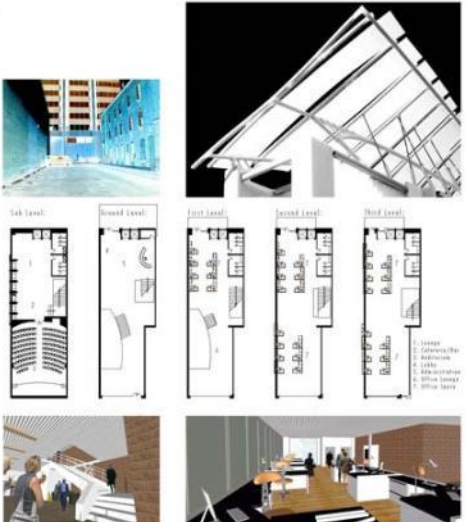 Sub Level:
Ground Level:
First Level:
Second Level:
Third Level:
1. Lounge
2. Cafeteria/Bar
3. Auditorium
4. Lobby
5. Administration
6. Office Lounge
7. Office Space